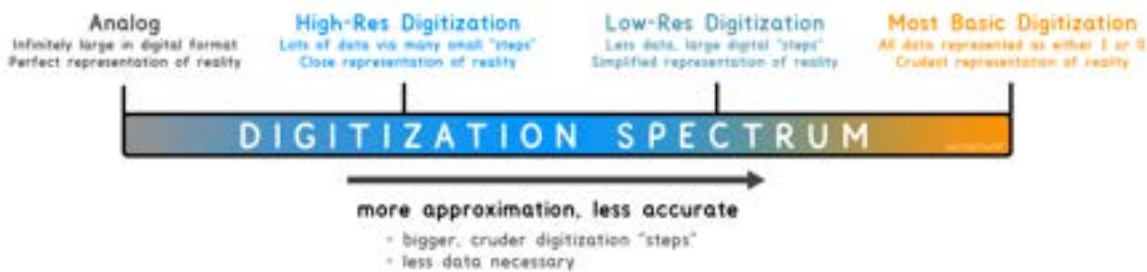 Analog
Infinitely large in digital format
Perfect representation of reality
High-Res Digitization
Lots of data via many small "steps"
Close representation of reality
Low-Res Digitization
Less data, large digital "steps"
Simplified representation of reality
Most Basic Digitization
All data represented as either 1 or 0
Crudest representation of reality
DIGITIZATION SPECTRUM
more approximation, less accurate
- bigger, cruder digitization "steps"
- less data necessary